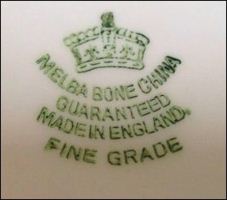 MELBA BONE CHINA
GUARANTEED
MADE IN ENGLAND.
FINE GRADE